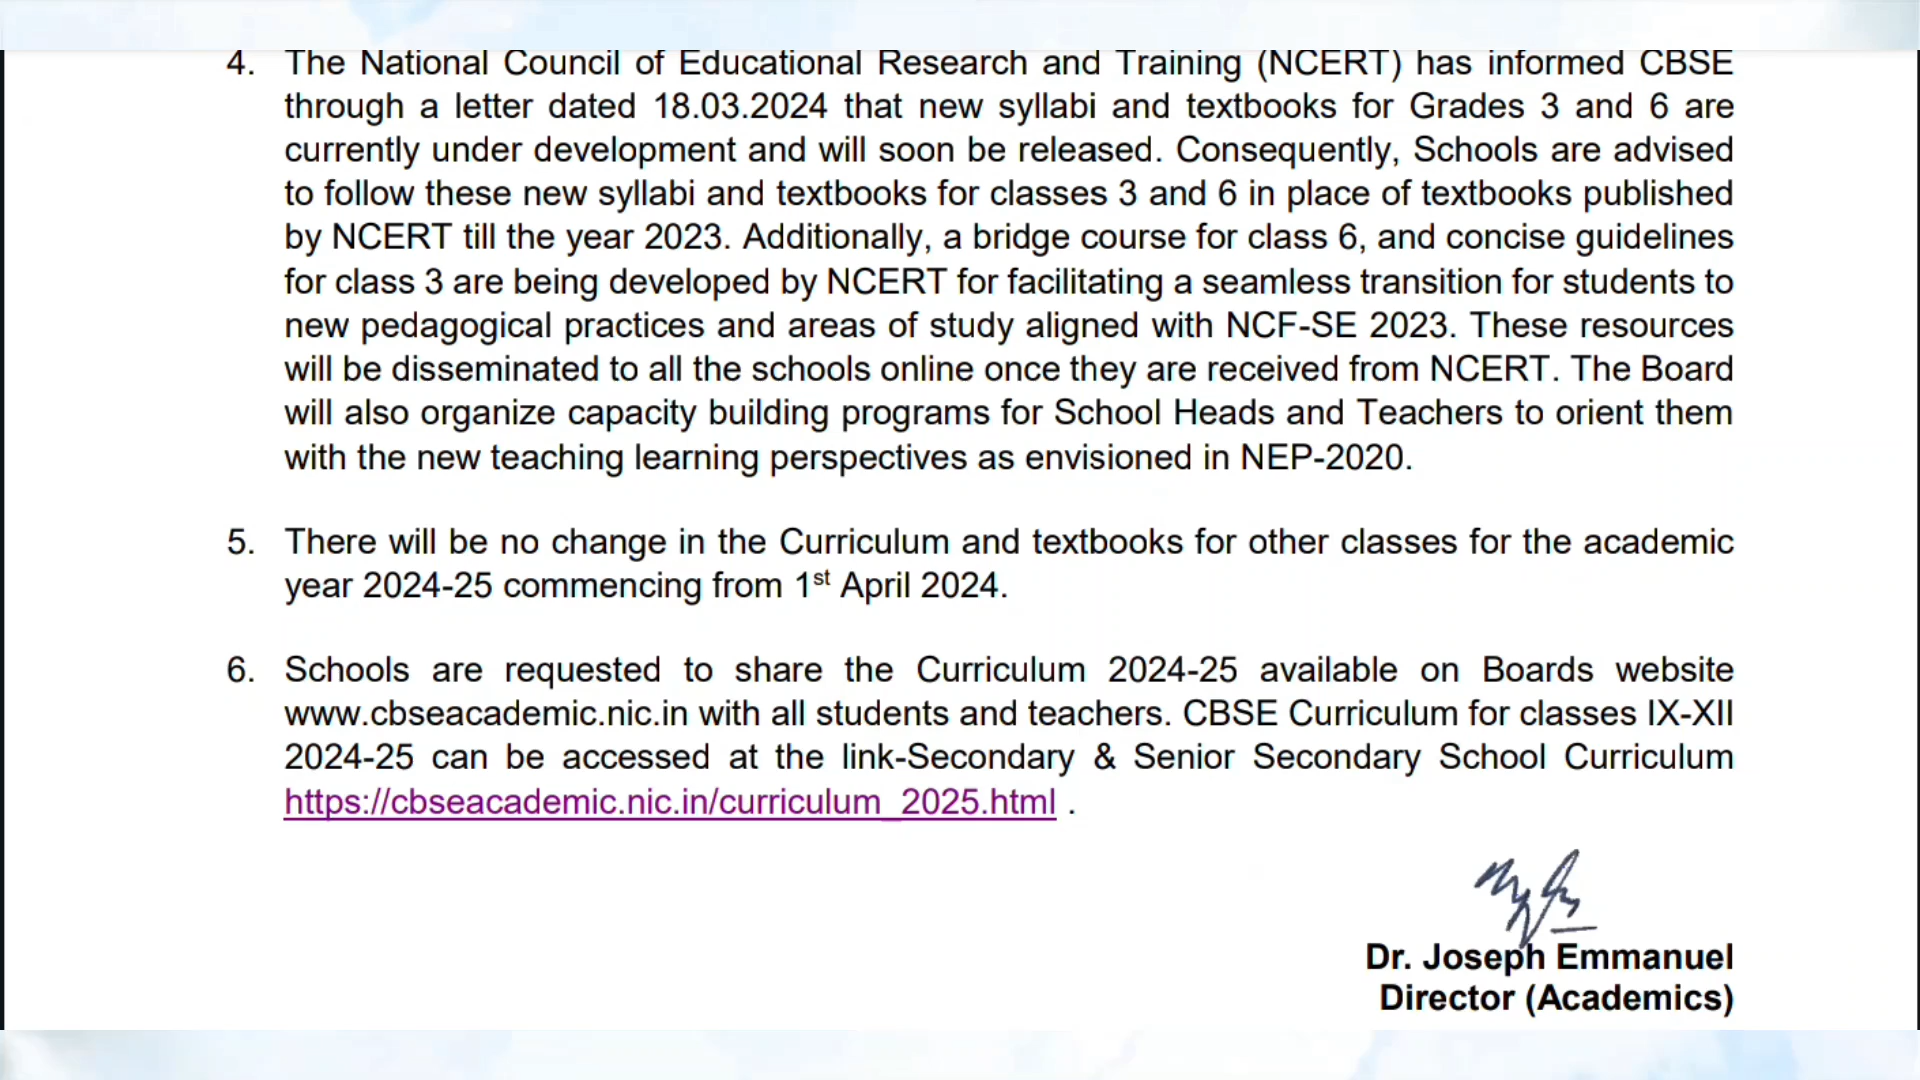 4. The National Council of Educational Research and Training (NCERT) has informed CBSE
through a letter dated 18.03.2024 that new syllabi and textbooks for Grades 3 and 6 are
currently under development and will soon be released. Consequently, Schools are advised
to follow these new syllabi and textbooks for classes 3 and 6 in place of textbooks published
by NCERT till the year 2023. Additionally, a bridge course for class 6, and concise guidelines
for class 3 are being developed by NCERT for facilitating a seamless transition for students to
new pedagogical practices and areas of study aligned with NCF-SE 2023. These resources
will be disseminated to all the schools online once they are received from NCERT. The Board
will also organize capacity building programs for School Heads and Teachers to orient them
with the new teaching learning perspectives as envisioned in NEP-2020.
5. There will be no change in the Curriculum and textbooks for other classes for the academic
year 2024-25 commencing from 1st April 2024.
6. Schools are requested to share the Curriculum 2024-25 available on Boards website
www.cbseacademic.nic.in with all students and teachers. CBSE Curriculum for classes IX-XII
2024-25 can be accessed at the link-Secondary & Senior Secondary School Curriculum
https://cbseacademic.nic.in/curriculum_2025.html .
Dr. Joseph Emmanuel
Director (Academics)